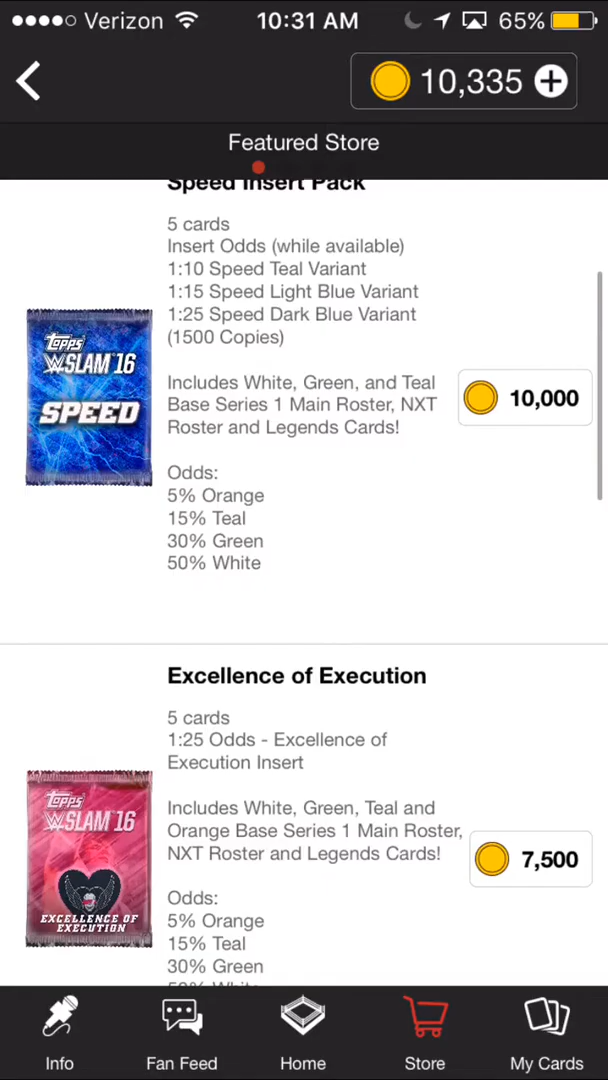 Verizon 10:31 AM 65%
10,335
Featured Store
Speed Insert Pack
5 cards
Insert Odds (while available)
1:10 Speed Teal Variant
1:15 Speed Light Blue Variant
1:25 Speed Dark Blue Variant
(1500 Copies)
Topps
WSLAM'16
SPEED
Includes White, Green, and Teal
Base Series 1 Main Roster, NXT
Roster and Legends Cards!
10,000
Odds:
5% Orange
15% Teal
30% Green
50% White
Excellence of Execution
5 cards
1:25 Odds - Excellence of
Execution Insert
Topps
WSLAM'16
EXCELLENCE OF
EXECUTION
Includes White, Green, Teal and
Orange Base Series 1 Main Roster,
NXT Roster and Legends Cards!
7,500
Odds:
5% Orange
15% Teal
30% Green
50% White
Info Fan Feed Home Store My Cards